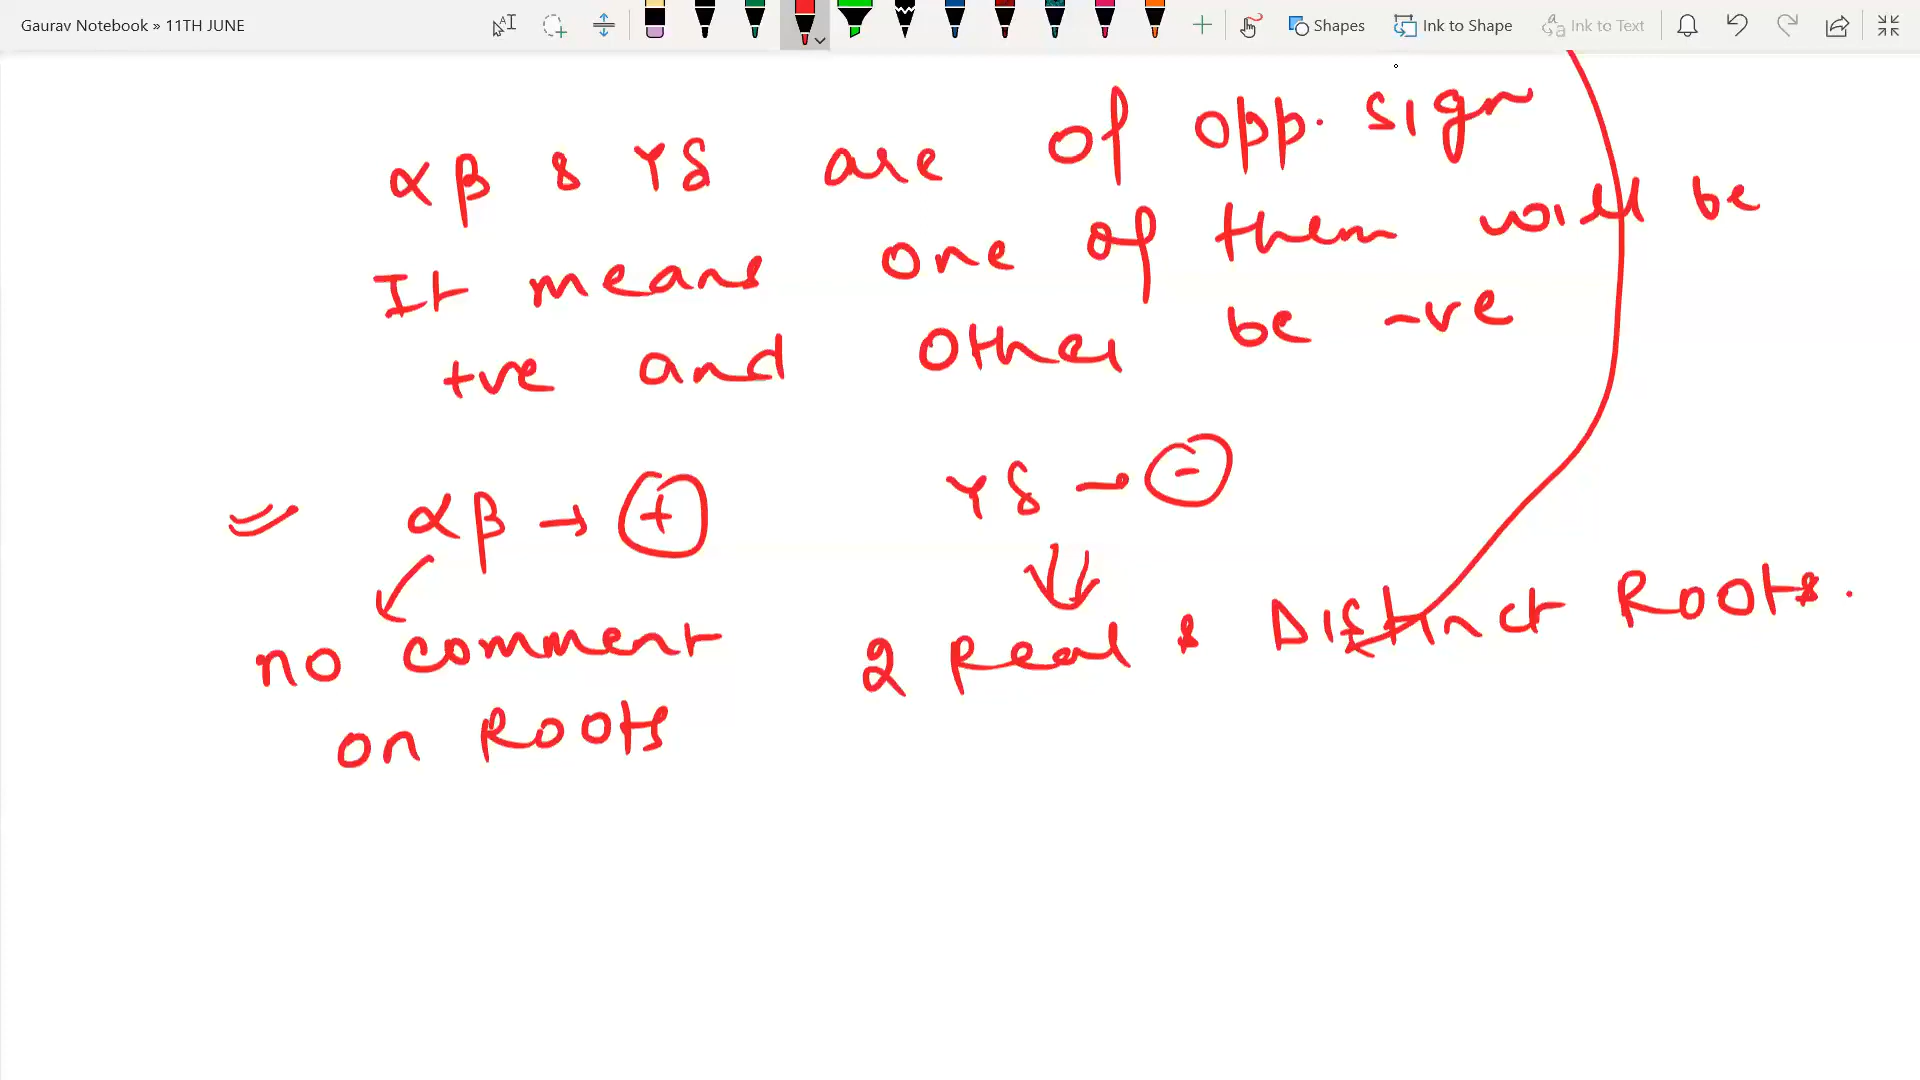 Gaurav Notebook » 11TH JUNE
Shapes
Ink to Shape
Ink to Text
αβ & γδ are of opp. sign
It means one of them will be
+ve and other be -ve
αβ → + γδ → -
no comment
on Roots
2 Real & Distinct Roots.